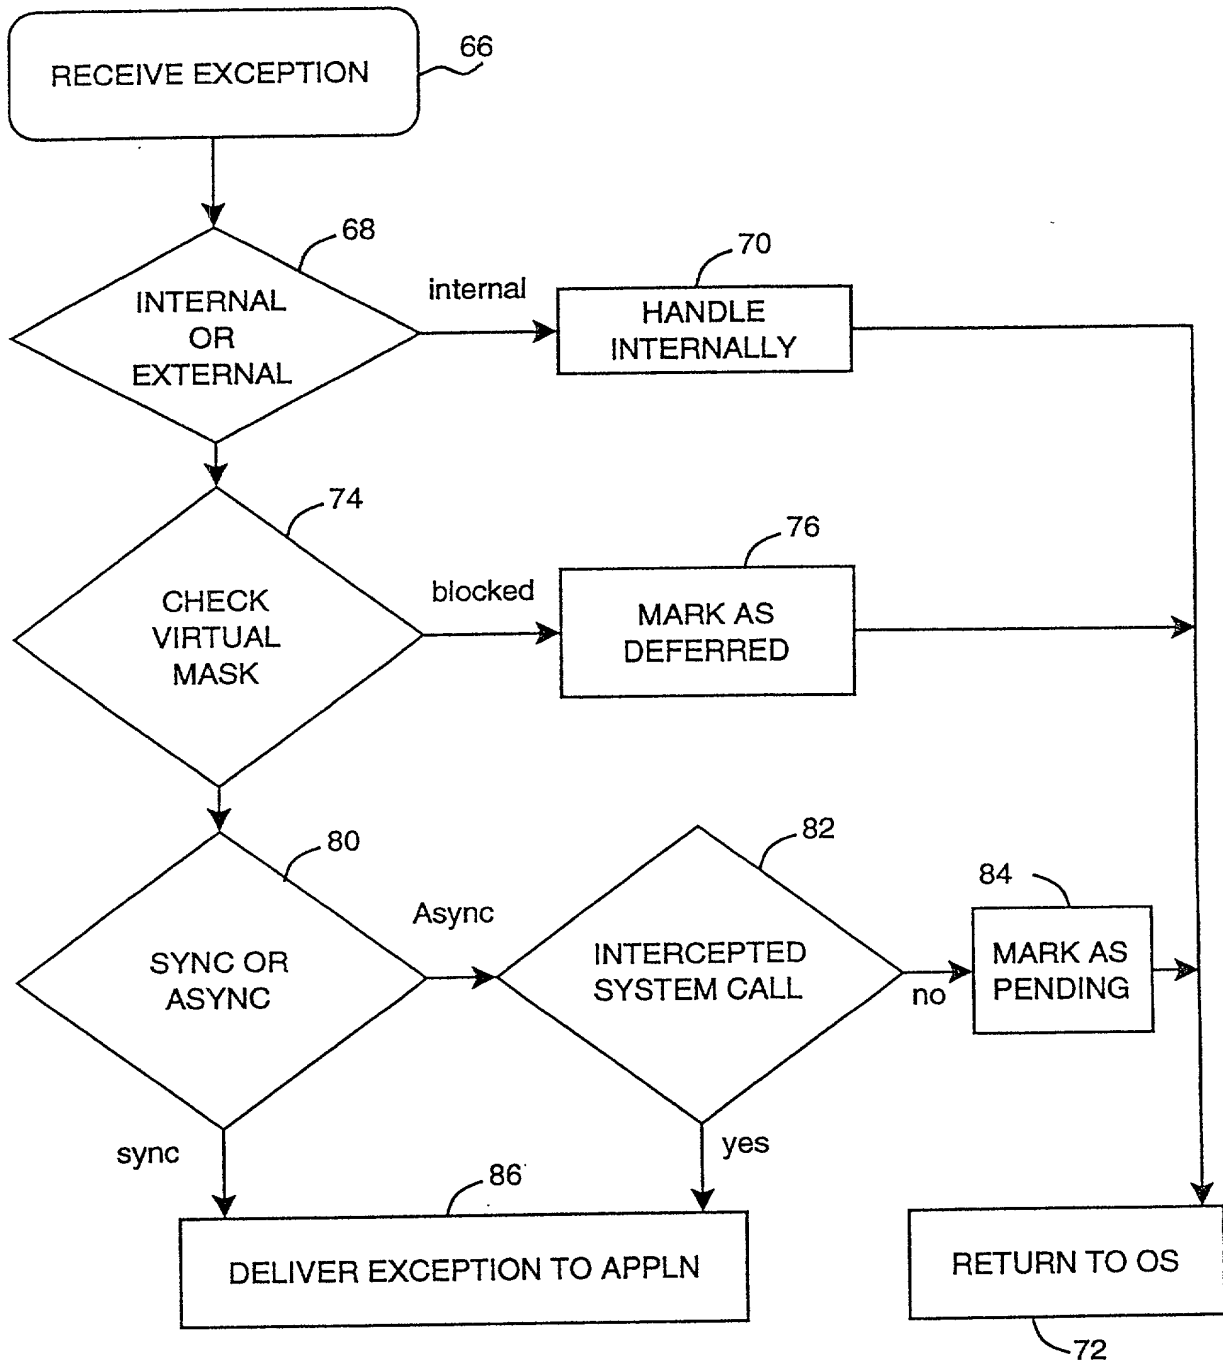 RECEIVE EXCEPTION
66
68
INTERNAL
OR
EXTERNAL
internal
70
HANDLE
INTERNALLY
74
CHECK
VIRTUAL
MASK
blocked
76
MARK AS
DEFERRED
80
SYNC OR
ASYNC
Async
82
INTERCEPTED
SYSTEM CALL
no
84
MARK AS
PENDING
sync
yes
86
DELIVER EXCEPTION TO APPLN
RETURN TO OS
72